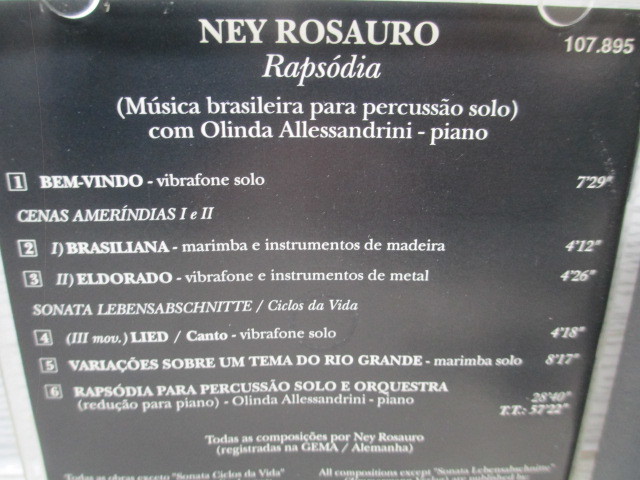 NEY ROSAURO
107.895
Rapsódia
(Música brasileira para percussão solo)
com Olinda Allessandrini - piano
1 BEM-VINDO - vibrafone solo 7'29"
CENAS AMERÍNDIAS I e II
2 I) BRASILIANA - marimba e instrumentos de madeira 4'12"
3 II) ELDORADO - vibrafone e instrumentos de metal 4'26"
SONATA LEBENSABSCHNITTE / Ciclos da Vida
4 (III mov.) LIED / Canto - vibrafone solo 4'18"
5 VARIAÇÕES SOBRE UM TEMA DO RIO GRANDE - marimba solo 8'17"
6 RAPSÓDIA PARA PERCUSSÃO SOLO E ORQUESTRA
(redução para piano) - Olinda Allessandrini - piano 28'40"
T.T.: 57'22"
Todas as composições por Ney Rosauro
(registradas na GEMA / Alemanha)
Todas as obras exceto "Sonata Ciclos da Vida" All compositions except "Sonata Lebensabschnitte"